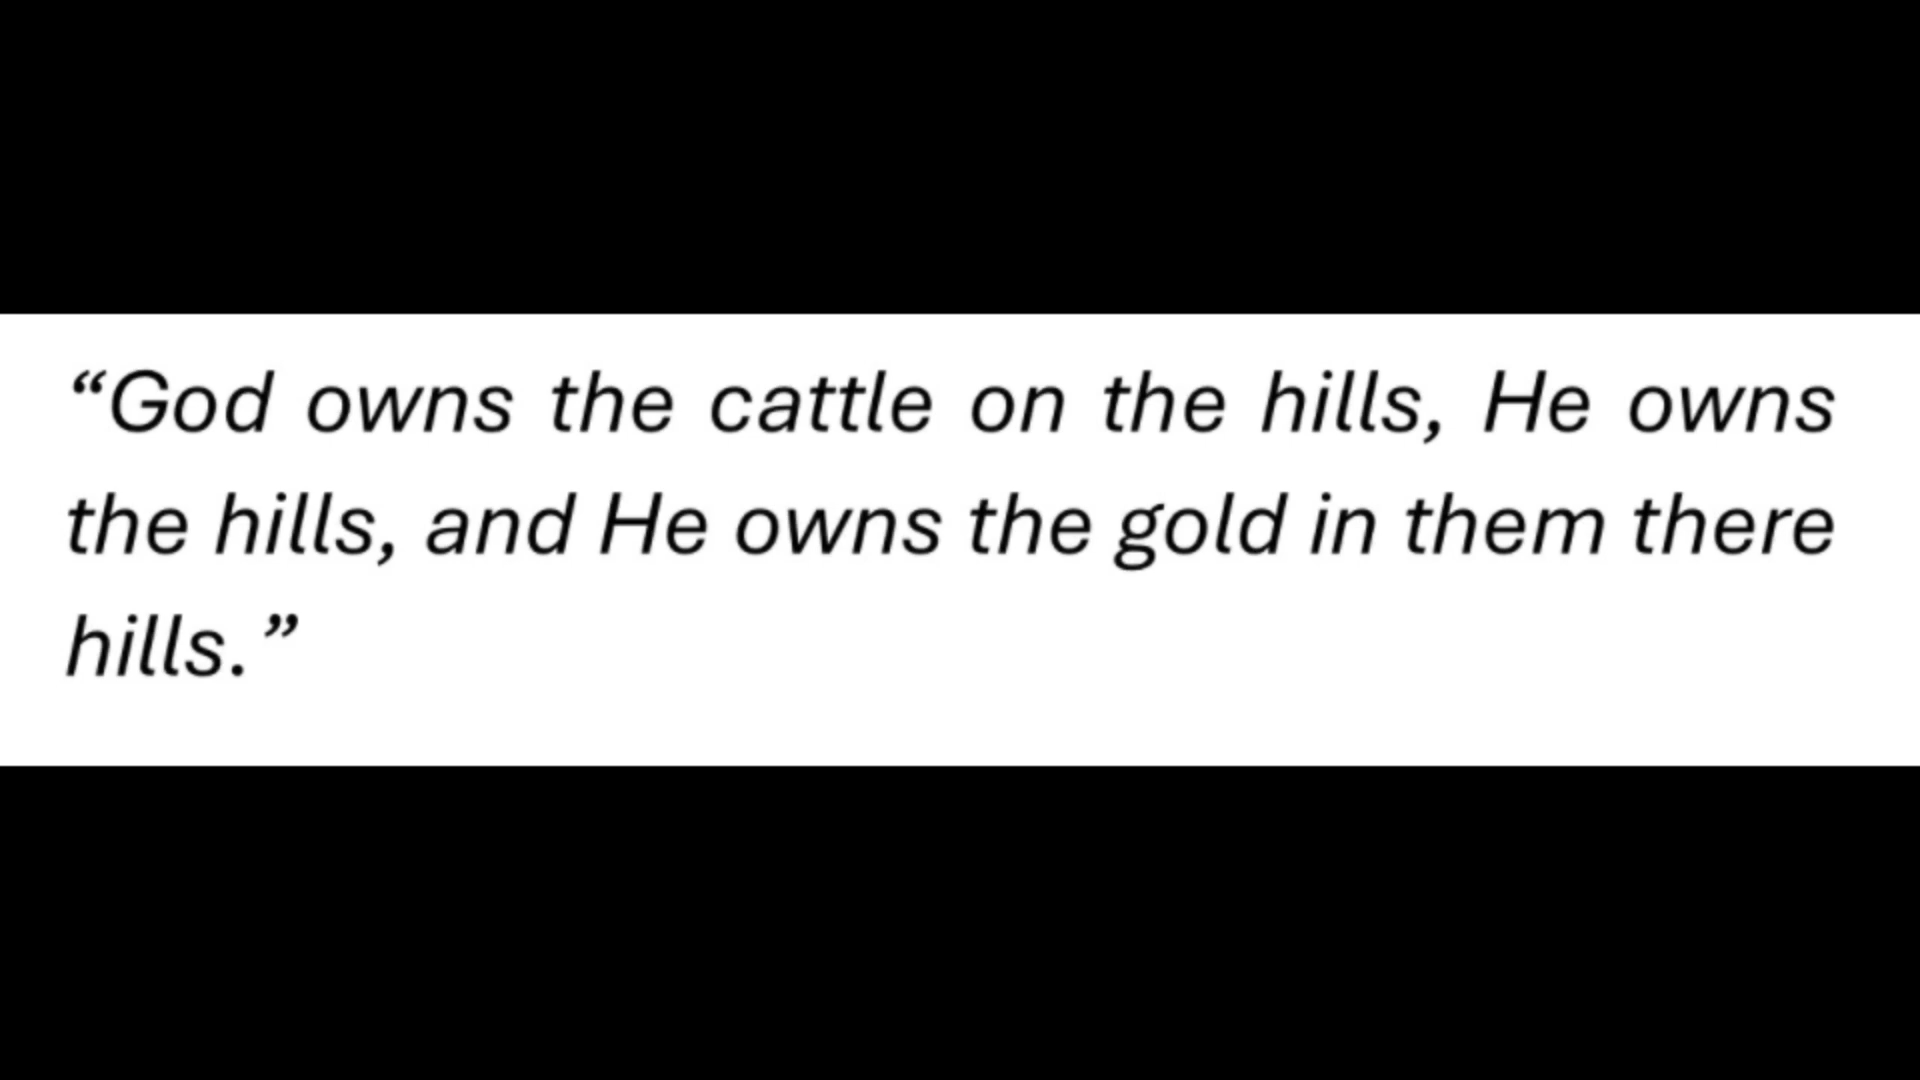 “God owns the cattle on the hills, He owns
the hills, and He owns the gold in them there
hills.”